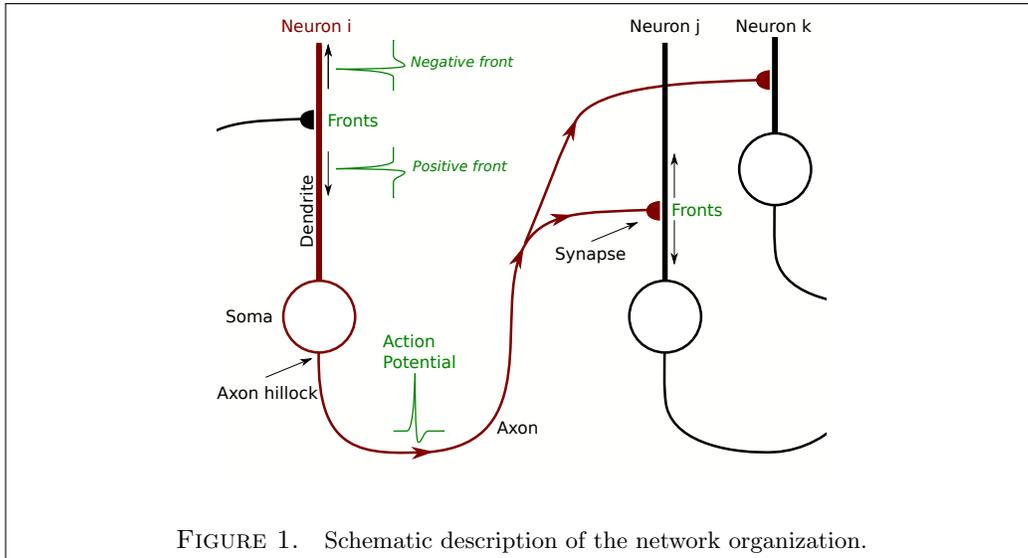 Neuron i
Neuron j
Neuron k
Negative front
Fronts
Positive front
Dendrite
Fronts
Synapse
Soma
Action
Potential
Axon hillock
Axon
FIGURE 1. Schematic description of the network organization.